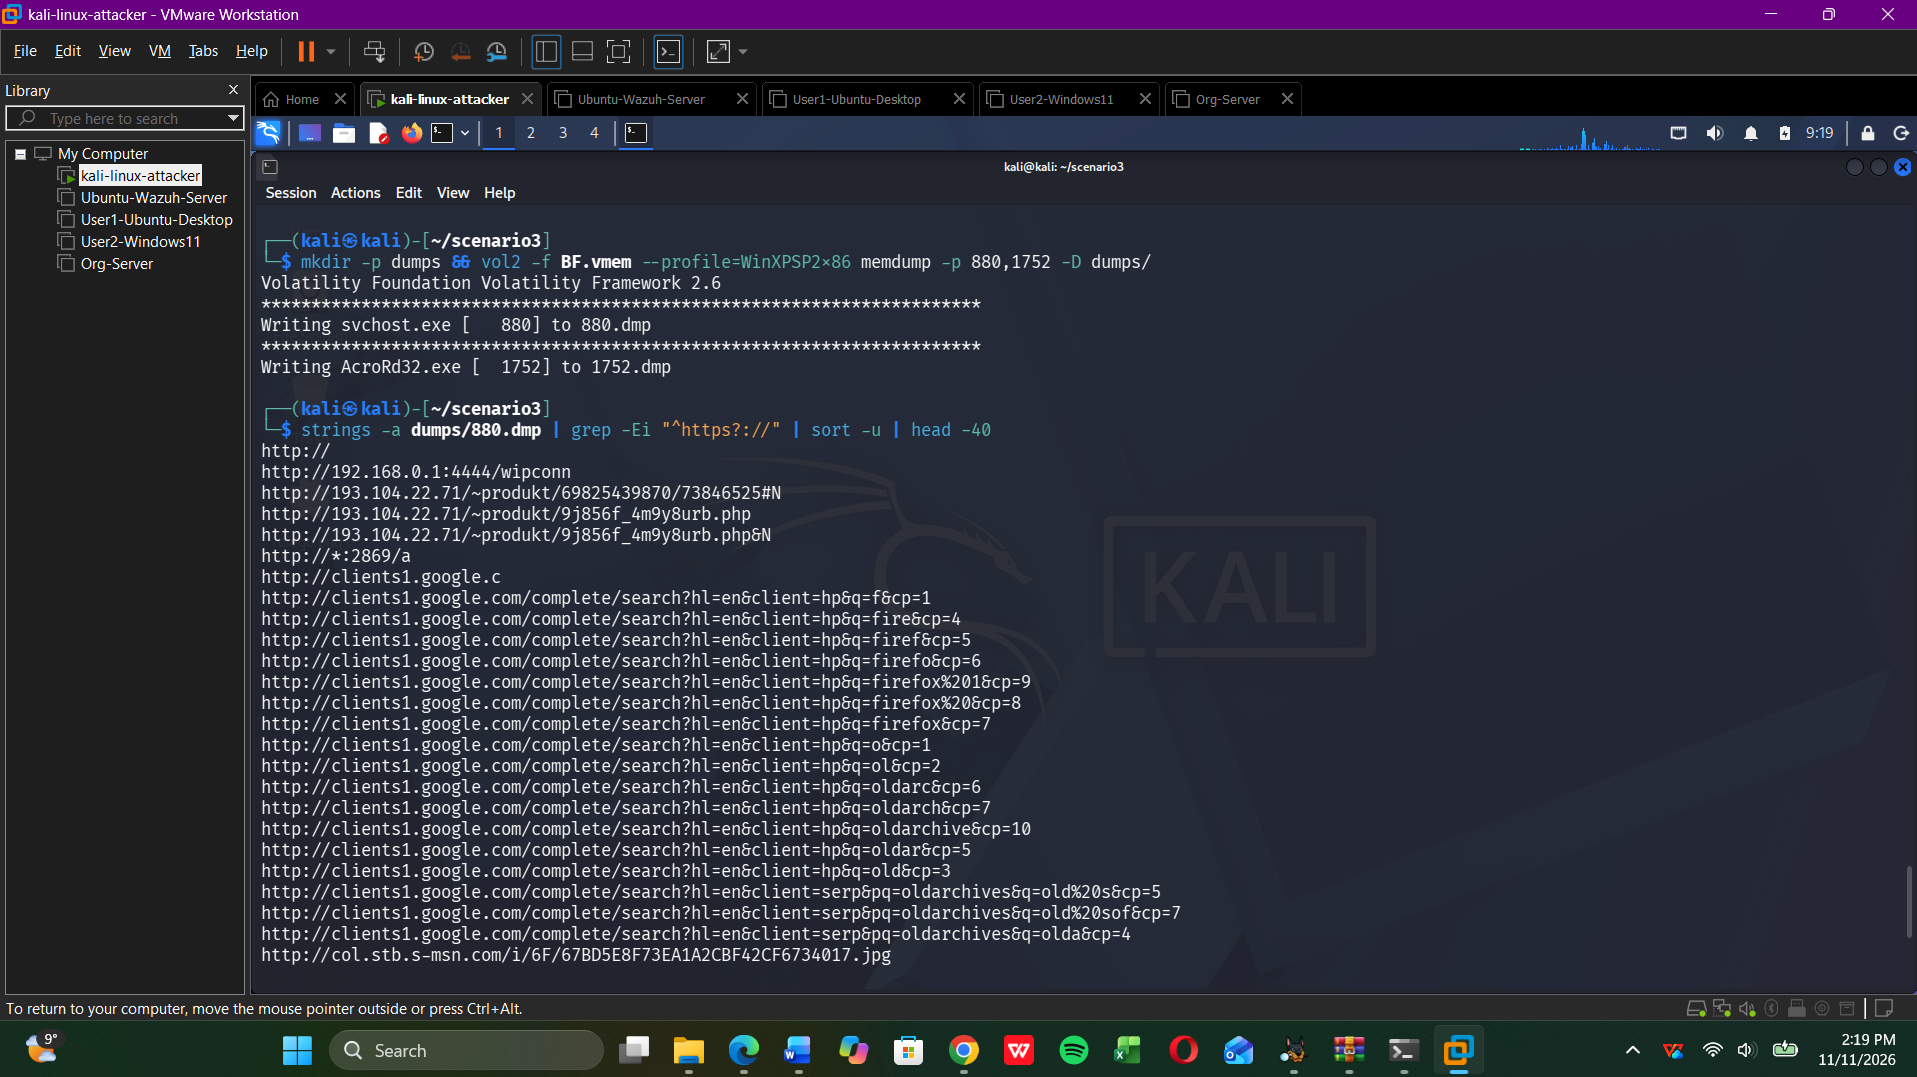 kali-linux-attacker - VMware Workstation
File Edit View VM Tabs Help
Library
Type here to search
Home kali-linux-attacker Ubuntu-Wazuh-Server User1-Ubuntu-Desktop User2-Windows11 Org-Server
1 2 3 4 9:19
My Computer
kali-linux-attacker
Ubuntu-Wazuh-Server
User1-Ubuntu-Desktop
User2-Windows11
Org-Server
kali@kali: ~/scenario3
Session Actions Edit View Help
┌──(kali㉿kali)-[~/scenario3]
└─$ mkdir -p dumps && vol2 -f BF.vmem --profile=WinXPSP2×86 memdump -p 880,1752 -D dumps/
Volatility Foundation Volatility Framework 2.6
************************************************************************
Writing svchost.exe [   880] to 880.dmp
************************************************************************
Writing AcroRd32.exe [  1752] to 1752.dmp
┌──(kali㉿kali)-[~/scenario3]
└─$ strings -a dumps/880.dmp | grep -Ei "^https?://" | sort -u | head -40
http://
http://192.168.0.1:4444/wipconn
http://193.104.22.71/~produkt/69825439870/73846525#N
http://193.104.22.71/~produkt/9j856f_4m9y8urb.php
http://193.104.22.71/~produkt/9j856f_4m9y8urb.php&N
http://*:2869/a
http://clients1.google.c
http://clients1.google.com/complete/search?hl=en&client=hp&q=f&cp=1
http://clients1.google.com/complete/search?hl=en&client=hp&q=fire&cp=4
http://clients1.google.com/complete/search?hl=en&client=hp&q=firef&cp=5
http://clients1.google.com/complete/search?hl=en&client=hp&q=firefo&cp=6
http://clients1.google.com/complete/search?hl=en&client=hp&q=firefox%201&cp=9
http://clients1.google.com/complete/search?hl=en&client=hp&q=firefox%20&cp=8
http://clients1.google.com/complete/search?hl=en&client=hp&q=firefox&cp=7
http://clients1.google.com/complete/search?hl=en&client=hp&q=o&cp=1
http://clients1.google.com/complete/search?hl=en&client=hp&q=ol&cp=2
http://clients1.google.com/complete/search?hl=en&client=hp&q=oldarc&cp=6
http://clients1.google.com/complete/search?hl=en&client=hp&q=oldarch&cp=7
http://clients1.google.com/complete/search?hl=en&client=hp&q=oldarchive&cp=10
http://clients1.google.com/complete/search?hl=en&client=hp&q=oldar&cp=5
http://clients1.google.com/complete/search?hl=en&client=hp&q=old&cp=3
http://clients1.google.com/complete/search?hl=en&client=serp&pq=oldarchives&q=old%20s&cp=5
http://clients1.google.com/complete/search?hl=en&client=serp&pq=oldarchives&q=old%20sof&cp=7
http://clients1.google.com/complete/search?hl=en&client=serp&pq=oldarchives&q=olda&cp=4
http://col.stb.s-msn.com/i/6F/67BD5E8F73EA1A2CBF42CF6734017.jpg
KALI
To return to your computer, move the mouse pointer outside or press Ctrl+Alt.
9°
Search
2:19 PM
11/11/2026